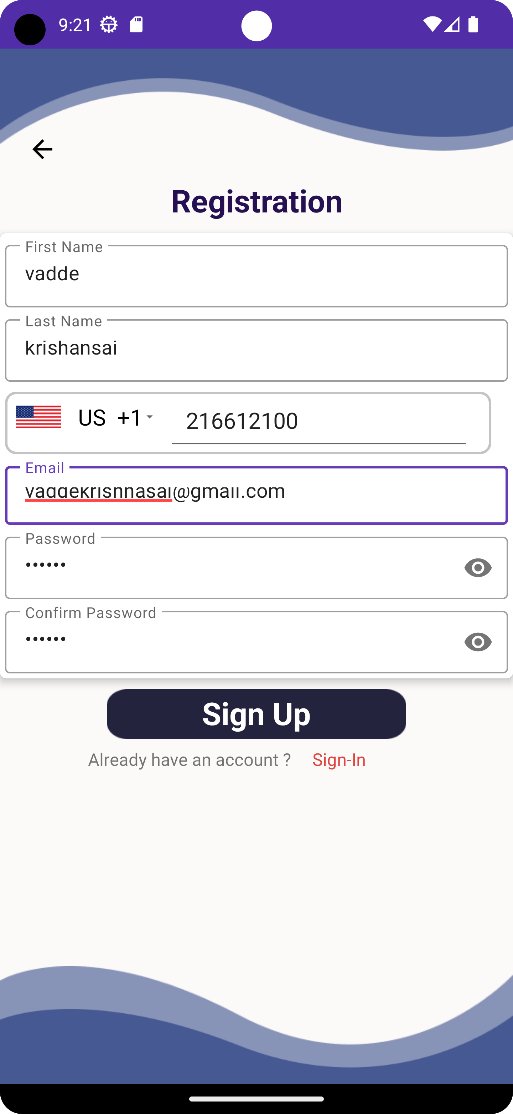 9:21
Registration
First Name
vadde
Last Name
krishansai
US +1 216612100
Email
vaddekrishnasai@gmail.com
Password
••••••
Confirm Password
••••••
Sign Up
Already have an account ? Sign-In